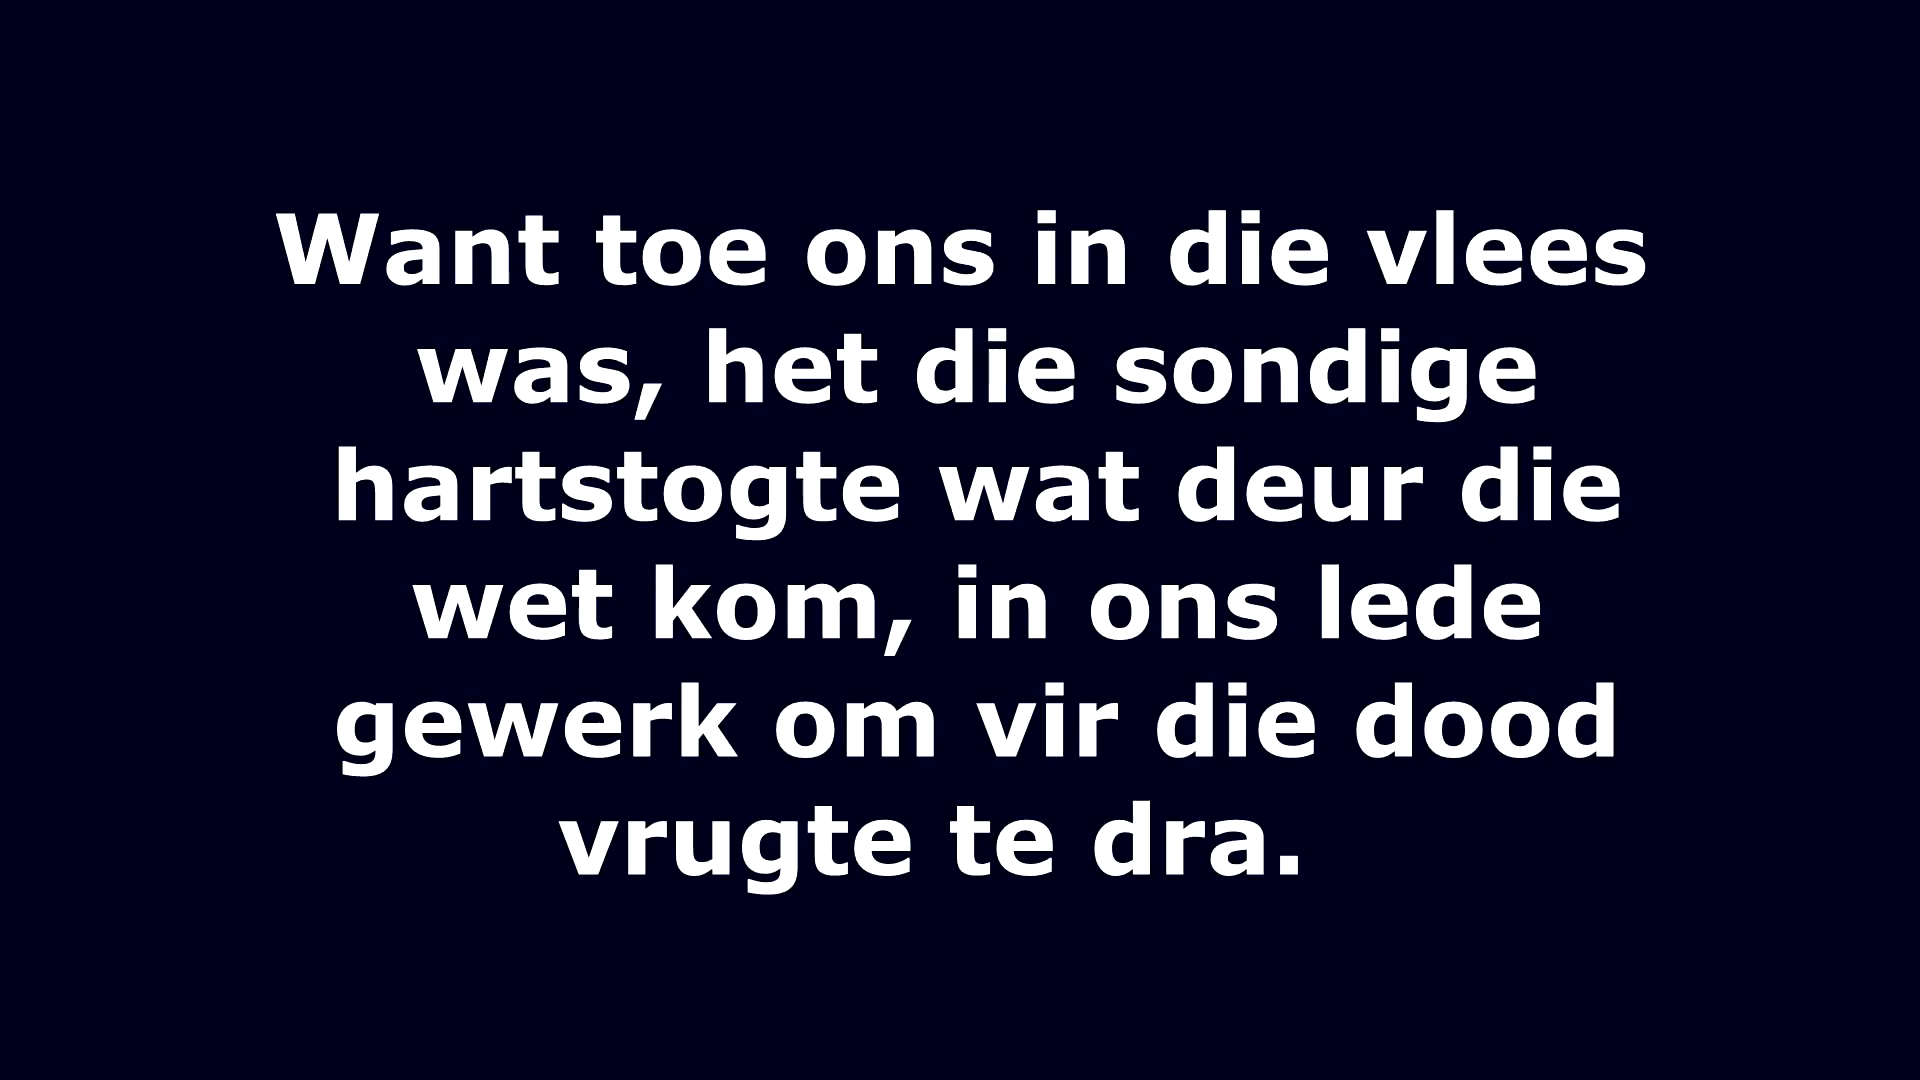 Want toe ons in die vlees
was, het die sondige
hartstogte wat deur die
wet kom, in ons lede
gewerk om vir die dood
vrugte te dra.